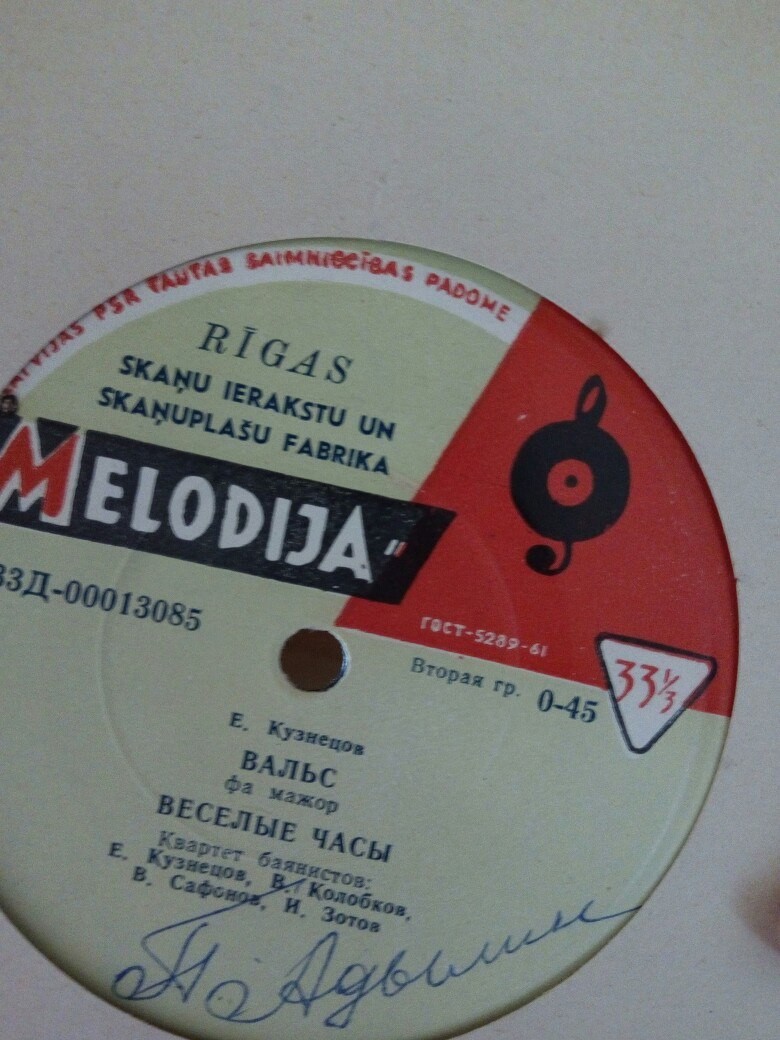 LATVIJAS PSR TAUTAS SAIMNIECĪBAS PADOME
RĪGAS
SKAŅU IERAKSTU UN
SKAŅUPLAŠU FABRIKA
MELODIJA"
33Д-00013085
ГОСТ-5289-61
Вторая гр. 0-45
33⅓
Е. Кузнецов
ВАЛЬС
фа мажор
ВЕСЕЛЫЕ ЧАСЫ
Квартет баянистов:
Е. Кузнецов, В. Колобков,
В. Сафонов, И. Зотов